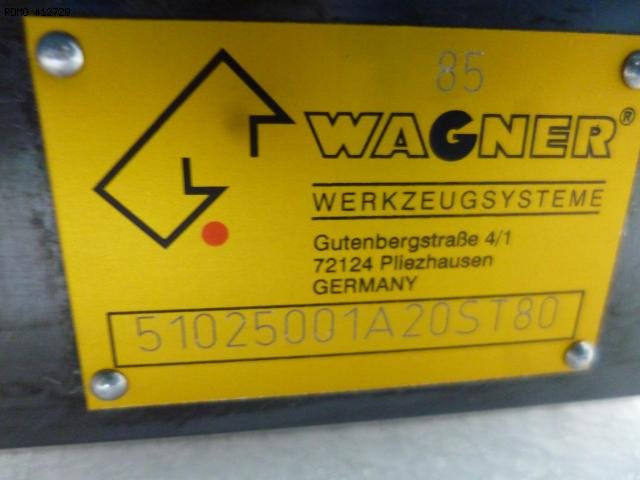 RDMO #12729
85
WAGNER®
WERKZEUGSYSTEME
Gutenbergstraße 4/1
72124 Pliezhausen
GERMANY
51025001A20ST80